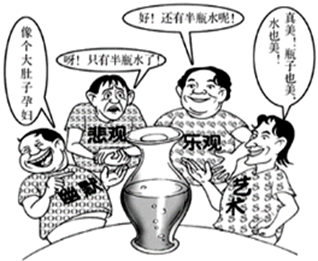 像个大肚子孕妇
呀！只有半瓶水了！
好！还有半瓶水呢！
真美！瓶子也美！
水也美！
幽默
悲观
乐观
艺术